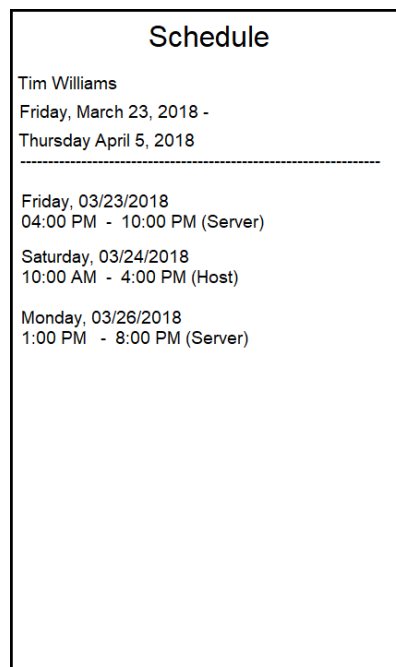 Schedule
Tim Williams
Friday, March 23, 2018 -
Thursday April 5, 2018
-----------------------------------------------------------------
Friday, 03/23/2018
04:00 PM - 10:00 PM (Server)
Saturday, 03/24/2018
10:00 AM - 4:00 PM (Host)
Monday, 03/26/2018
1:00 PM - 8:00 PM (Server)